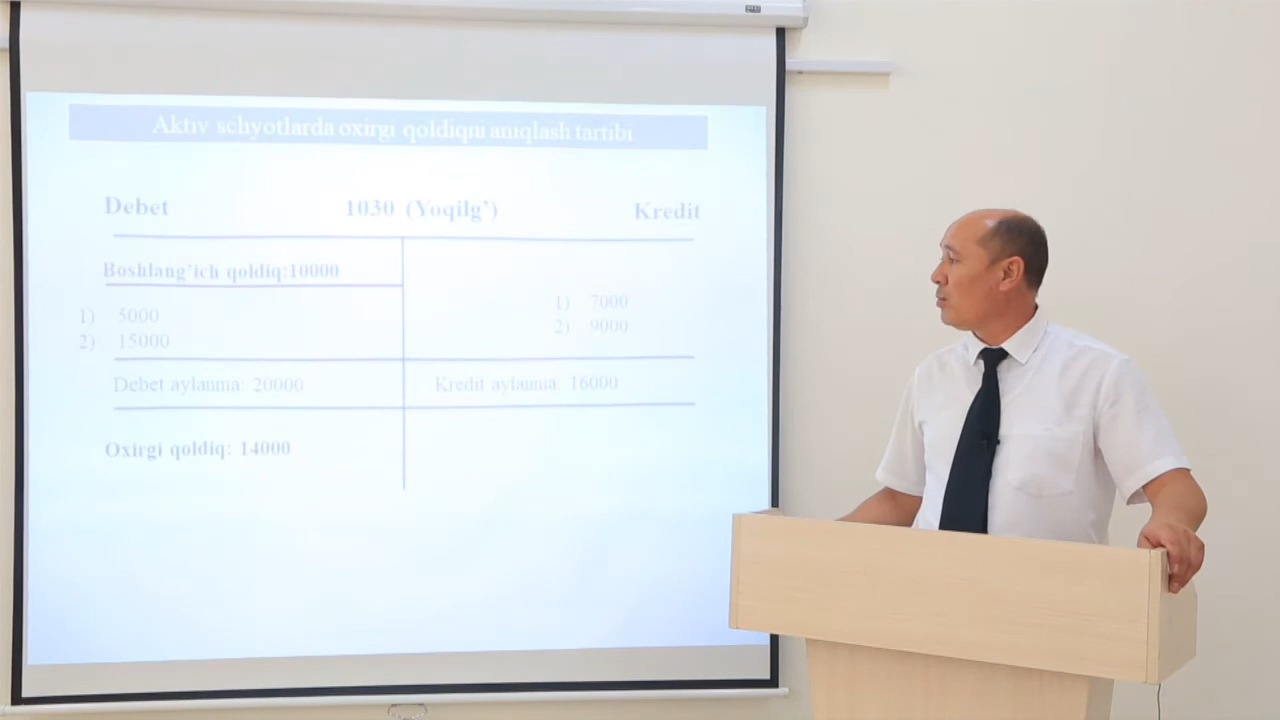 Aktiv schyotlarda oxirgi qoldiqni aniqlash tartibi
Debet 1030 (Yoqilg’) Kredit
Boshlang’ich qoldiq:10000
1) 5000
2) 15000
1) 7000
2) 9000
Debet aylanma: 20000
Kredit aylanma 16000
Oxirgi qoldiq: 14000